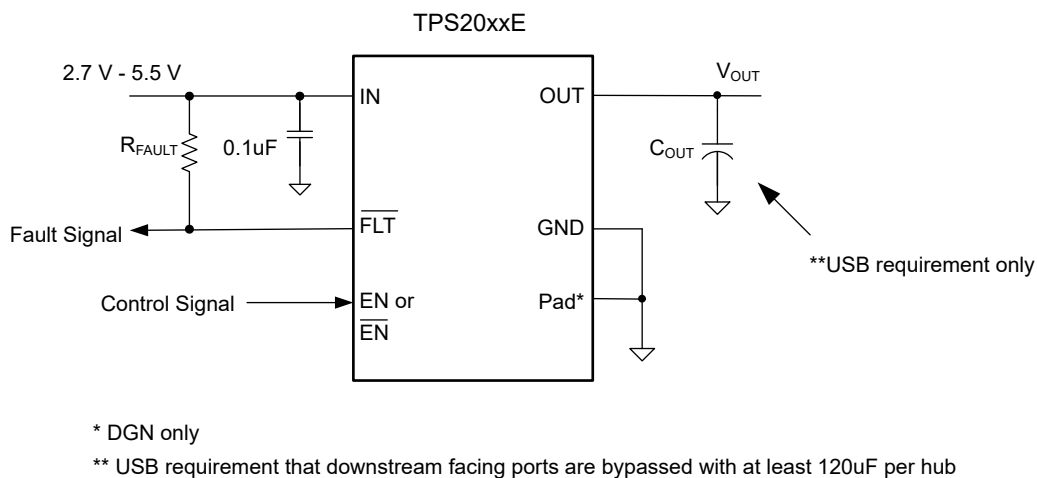 TPS20xxE
2.7 V - 5.5 V
V_OUT
IN
OUT
R_FAULT
0.1uF
C_OUT
FLT
GND
Fault Signal
**USB requirement only
Control Signal
EN or
EN
Pad*
* DGN only
** USB requirement that downstream facing ports are bypassed with at least 120uF per hub